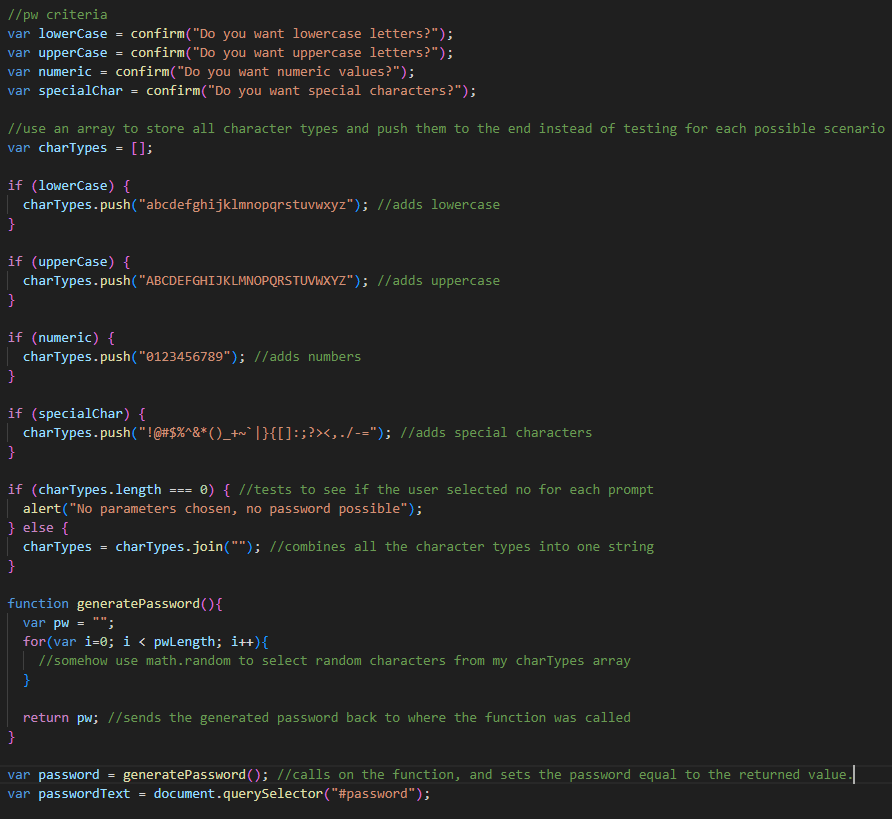 //pw criteria
var lowerCase = confirm("Do you want lowercase letters?");
var upperCase = confirm("Do you want uppercase letters?");
var numeric = confirm("Do you want numeric values?");
var specialChar = confirm("Do you want special characters?");
//use an array to store all character types and push them to the end instead of testing for each possible scenario
var charTypes = [];
if (lowerCase) {
charTypes.push("abcdefghijklmnopqrstuvwxyz"); //adds lowercase
}
if (upperCase) {
charTypes.push("ABCDEFGHIJKLMNOPQRSTUVWXYZ"); //adds uppercase
}
if (numeric) {
charTypes.push("0123456789"); //adds numbers
}
if (specialChar) {
charTypes.push("!@#$%^&*()_+~`|}{[]:;?><,./-="); //adds special characters
}
if (charTypes.length === 0) { //tests to see if the user selected no for each prompt
alert("No parameters chosen, no password possible");
} else {
charTypes = charTypes.join(""); //combines all the character types into one string
}
function generatePassword(){
var pw = "";
for(var i=0; i < pwLength; i++){
//somehow use math.random to select random characters from my charTypes array
}
return pw; //sends the generated password back to where the function was called
}
var password = generatePassword(); //calls on the function, and sets the password equal to the returned value.
var passwordText = document.querySelector("#password");